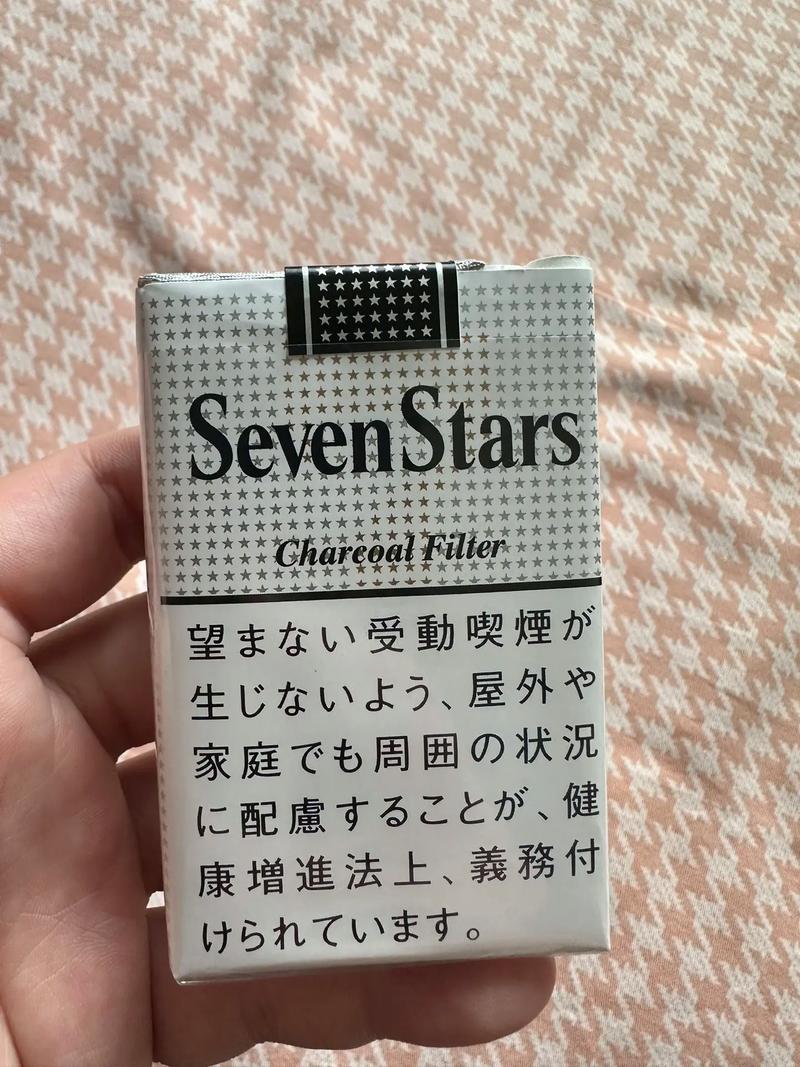 SevenStars
Charcoal Filter
望まない受動喫煙が
生じないよう、屋外や
家庭でも周囲の状況
に配慮することが、健
康増進法上、義務付
けられています。